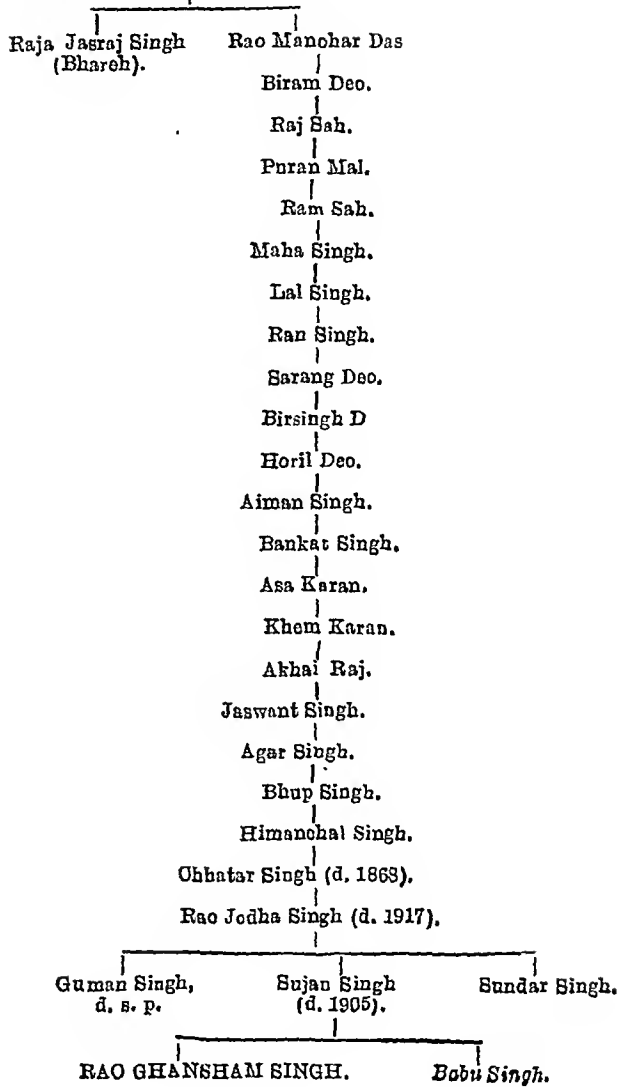 Raja Jasraj Singh Rao Manohar Das
(Bhareh).
Biram Deo.
Raj Sah.
Puran Mal.
Ram Sah.
Maha Singh.
Lal Singh.
Ran Singh.
Sarang Deo.
Birsingh D
Horil Deo.
Aiman Singh.
Bankat Singh.
Asa Karan.
Khem Karan.
Akhai Raj.
Jaswant Singh.
Agar Singh.
Bhup Singh.
Himanchal Singh.
Chhatar Singh (d. 1868).
Rao Jodha Singh (d. 1917).
Guman Singh, Sujan Singh Sundar Singh.
d. s. p. (d. 1905).
RAO GHANSHAM SINGH. Babu Singh.